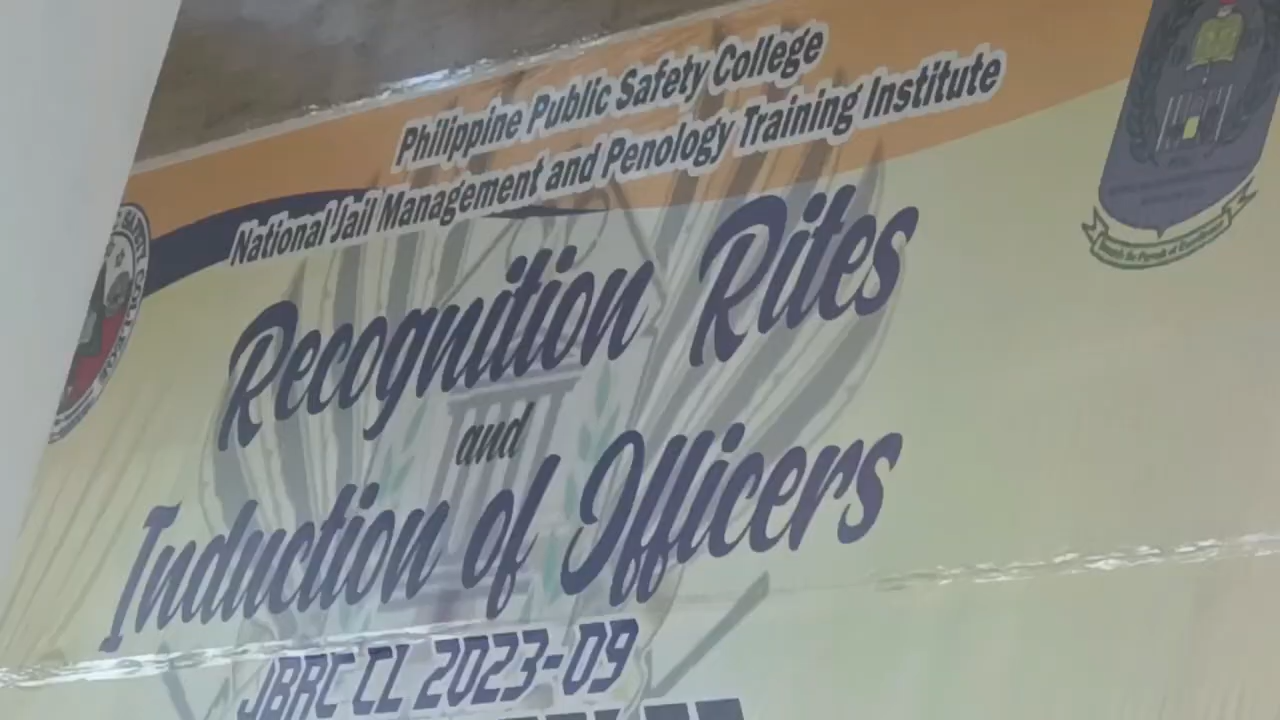 Philippine Public Safety College
National Jail Management and Penology Training Institute
Recognition Rites
and
Induction of Officers
JBRC CL 2023-09